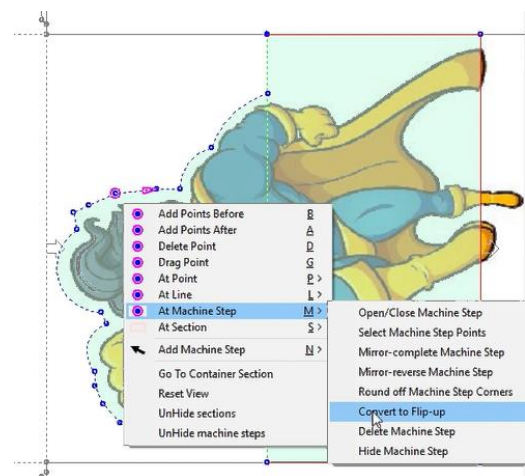 Add Points Before B
Add Points After A
Delete Point D
Drag Point G
At Point P >
At Line L >
At Machine Step M >
At Section S >
Add Machine Step N >
Go To Container Section
Reset View
UnHide sections
UnHide machine steps
Open/Close Machine Step
Select Machine Step Points
Mirror-complete Machine Step
Mirror-reverse Machine Step
Round off Machine Step Corners
Convert to Flip-up
Delete Machine Step
Hide Machine Step